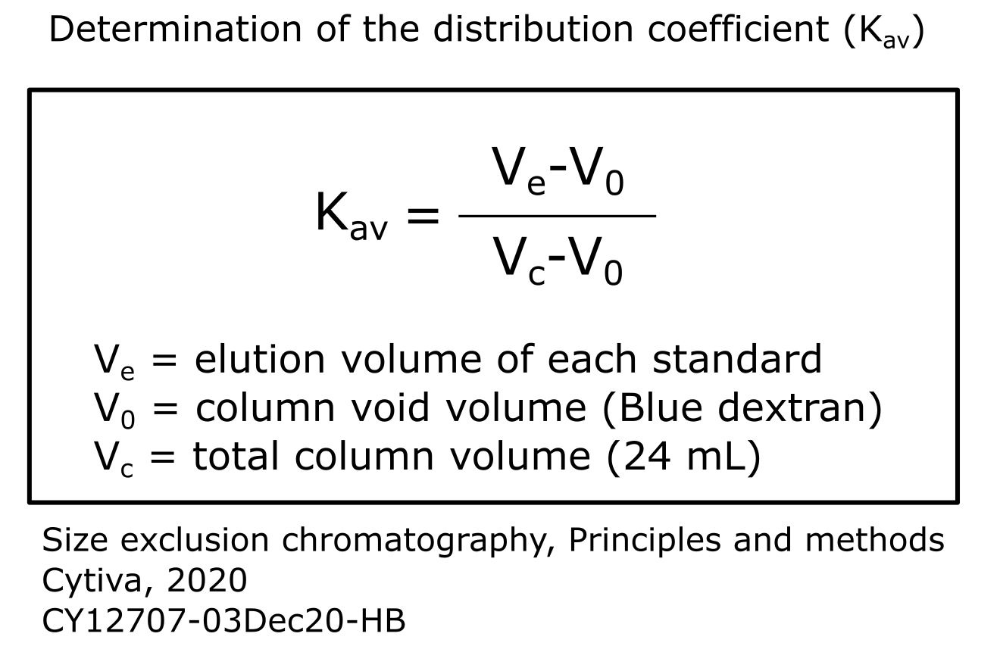 Determination of the distribution coefficient (Kav)
Kav = Ve-V0
Vc-V0
Ve = elution volume of each standard
V0 = column void volume (Blue dextran)
Vc = total column volume (24 mL)
Size exclusion chromatography, Principles and methods
Cytiva, 2020
CY12707-03Dec20-HB